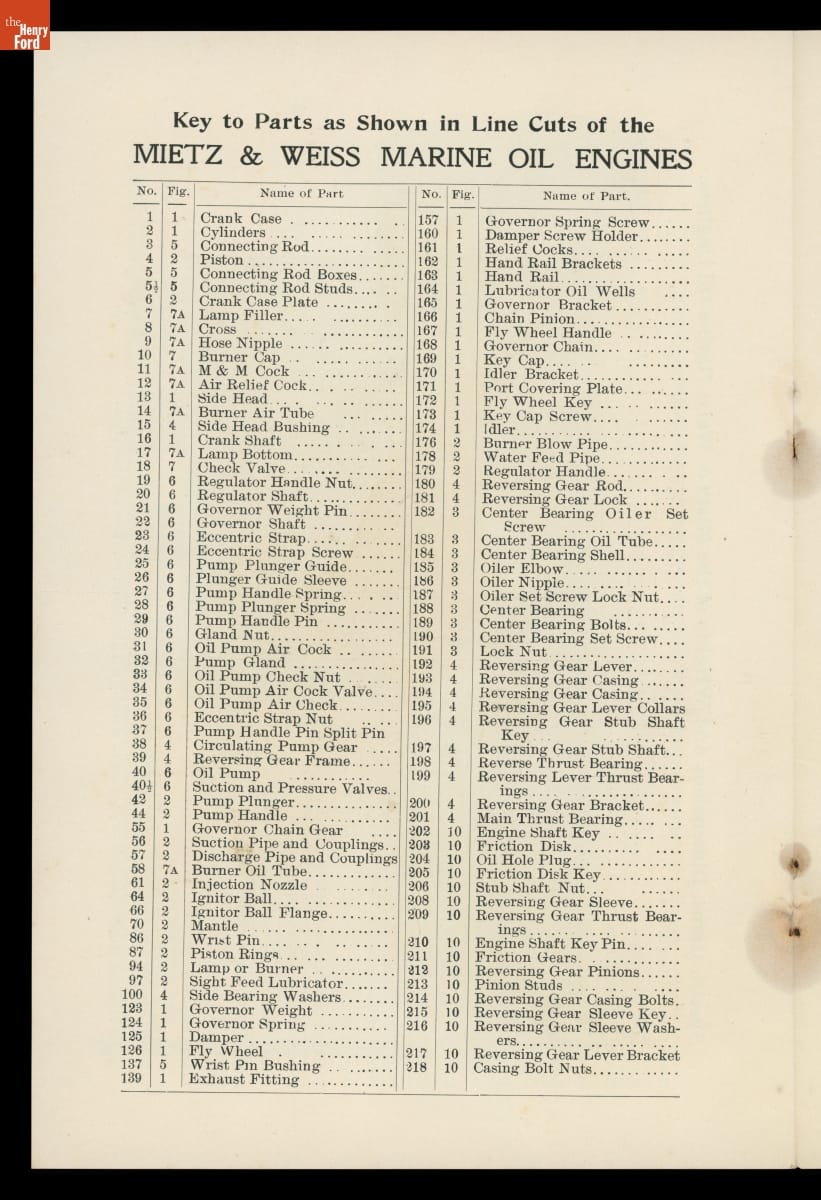 the
Henry
Ford
Key to Parts as Shown in Line Cuts of the
MIETZ & WEISS MARINE OIL ENGINES
No. Fig. Name of Part
1 1 Crank Case
2 1 Cylinders
3 5 Connecting Rod
4 2 Piston
5 5 Connecting Rod Boxes
5½ 5 Connecting Rod Studs
6 2 Crank Case Plate
7 7A Lamp Filler
8 7A Cross
9 7A Hose Nipple
10 7 Burner Cap
11 7A M & M Cock
12 7A Air Relief Cock
13 1 Side Head
14 7A Burner Air Tube
15 4 Side Head Bushing
16 1 Crank Shaft
17 7A Lamp Bottom
18 7 Check Valve
19 6 Regulator Handle Nut
20 6 Regulator Shaft
21 6 Governor Weight Pin
22 6 Governor Shaft
23 6 Eccentric Strap
24 6 Eccentric Strap Screw
25 6 Pump Plunger Guide
26 6 Plunger Guide Sleeve
27 6 Pump Handle Spring
28 6 Pump Plunger Spring
29 6 Pump Handle Pin
30 6 Gland Nut
31 6 Oil Pump Air Cock
32 6 Pump Gland
33 6 Oil Pump Check Nut
34 6 Oil Pump Air Cock Valve
35 6 Oil Pump Air Check
36 6 Eccentric Strap Nut
37 6 Pump Handle Pin Split Pin
38 4 Circulating Pump Gear
39 4 Reversing Gear Frame
40 6 Oil Pump
40½ 6 Suction and Pressure Valves
42 2 Pump Plunger
44 2 Pump Handle
55 1 Governor Chain Gear
56 2 Suction Pipe and Couplings
57 2 Discharge Pipe and Couplings
58 7A Burner Oil Tube
61 2 Injection Nozzle
64 2 Ignitor Ball
66 2 Ignitor Ball Flange
70 2 Mantle
86 2 Wrist Pin
87 2 Piston Rings
94 2 Lamp or Burner
97 2 Sight Feed Lubricator
100 4 Side Bearing Washers
123 1 Governor Weight
124 1 Governor Spring
125 1 Damper
126 1 Fly Wheel
137 5 Wrist Pin Bushing
139 1 Exhaust Fitting
No. Fig. Name of Part.
157 1 Governor Spring Screw
160 1 Damper Screw Holder
161 1 Relief Cocks
162 1 Hand Rail Brackets
163 1 Hand Rail
164 1 Lubricator Oil Wells
165 1 Governor Bracket
166 1 Chain Pinion
167 1 Fly Wheel Handle
168 1 Governor Chain
169 1 Key Cap
170 1 Idler Bracket
171 1 Port Covering Plate
172 1 Fly Wheel Key
173 1 Key Cap Screw
174 1 Idler
176 2 Burner Blow Pipe
178 2 Water Feed Pipe
179 2 Regulator Handle
180 4 Reversing Gear Rod
181 4 Reversing Gear Lock
182 3 Center Bearing Oiler Set
Screw
183 3 Center Bearing Oil Tube
184 3 Center Bearing Shell
185 3 Oiler Elbow
186 3 Oiler Nipple
187 3 Oiler Set Screw Lock Nut
188 3 Center Bearing
189 3 Center Bearing Bolts
190 3 Center Bearing Set Screw
191 3 Lock Nut
192 4 Reversing Gear Lever
193 4 Reversing Gear Casing
194 4 Reversing Gear Casing
195 4 Reversing Gear Lever Collars
196 4 Reversing Gear Stub Shaft
Key
197 4 Reversing Gear Stub Shaft
198 4 Reverse Thrust Bearing
199 4 Reversing Lever Thrust Bear-
ings
200 4 Reversing Gear Bracket
201 4 Main Thrust Bearing
202 10 Engine Shaft Key
203 10 Friction Disk
204 10 Oil Hole Plug
205 10 Friction Disk Key
206 10 Stub Shaft Nut
208 10 Reversing Gear Sleeve
209 10 Reversing Gear Thrust Bear-
ings
210 10 Engine Shaft Key Pin
211 10 Friction Gears
212 10 Reversing Gear Pinions
213 10 Pinion Studs
214 10 Reversing Gear Casing Bolts
215 10 Reversing Gear Sleeve Key
216 10 Reversing Gear Sleeve Wash-
ers
217 10 Reversing Gear Lever Bracket
218 10 Casing Bolt Nuts